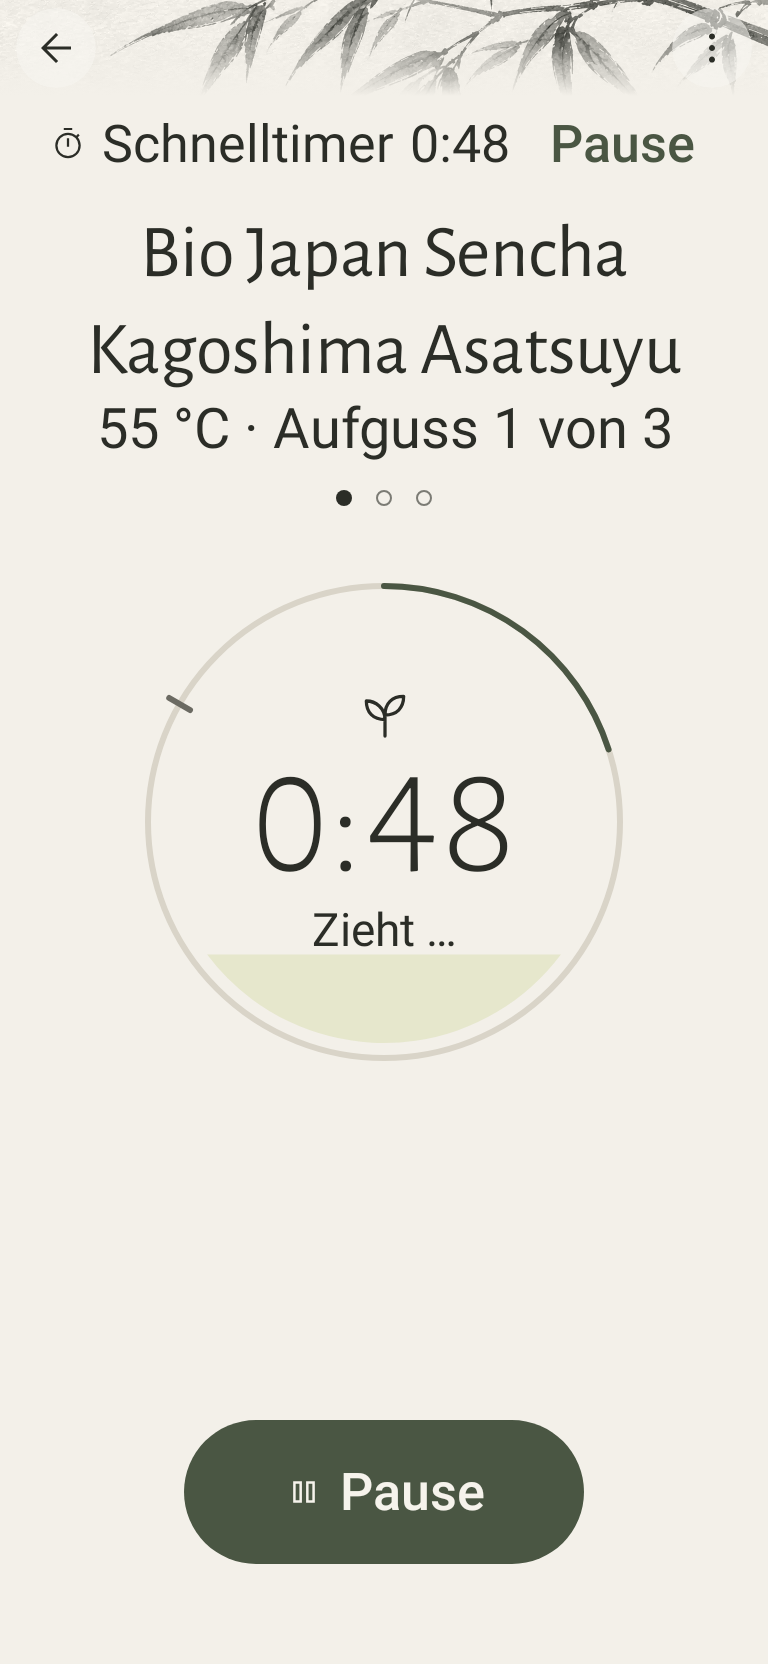 Schnelltimer 0:48 Pause
Bio Japan Sencha
Kagoshima Asatsuyu
55 °C · Aufguss 1 von 3
0:48
Zieht …
Pause